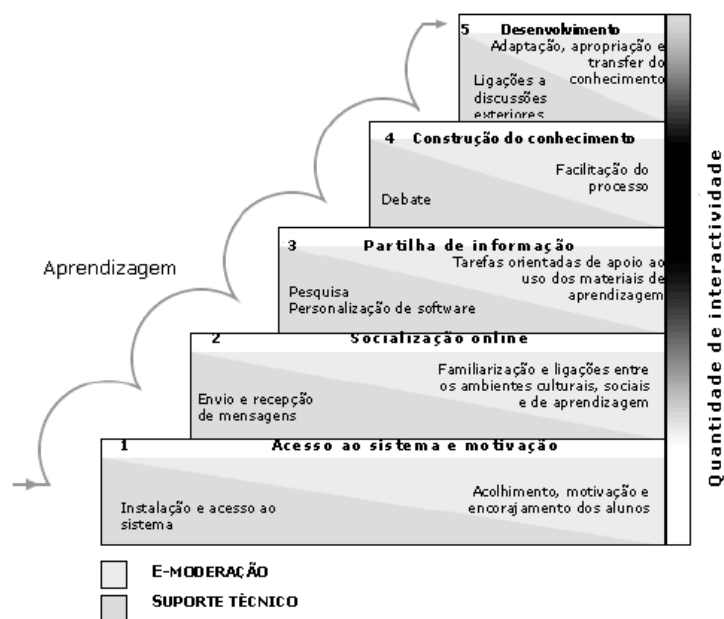 5 Desenvolvimento
Adaptação, apropriação e
transfer do
conhecimento
Ligações a
discussões
exteriores
4 Construção do conhecimento
Facilitação do
processo
Debate
3 Partilha de informação
Tarefas orientadas de apoio ao
uso dos materiais de
aprendizagem
Pesquisa
Personalização de software
2 Socialização online
Familiarização e ligações entre
os ambientes culturais, sociais
e de aprendizagem
Envio e recepção
de mensagens
1 Acesso ao sistema e motivação
Acolhimento, motivação e
encorajamento dos alunos
Instalação e acesso ao
sistema
Aprendizagem
Quantidade de interactividade
E-MODERAÇÃO
SUPORTE TÈCNICO